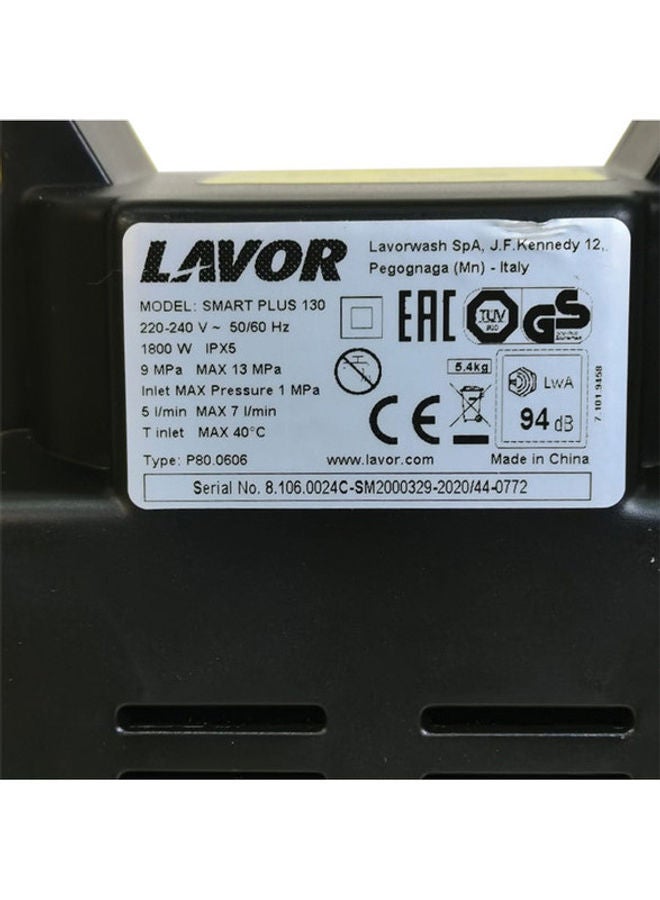 LAVOR
Lavorwash SpA, J.F.Kennedy 12,.
Pegognaga (Mn) - Italy
MODEL: SMART PLUS 130
220-240 V ~ 50/60 Hz
1800 W IPX5
9 MPa MAX 13 MPa
Inlet MAX Pressure 1 MPa
5 l/min MAX 7 l/min
T inlet MAX 40°C
Type: P80.0606
EAC
TÜV
GS
5.4kg
CE
LwA
94 dB
7.101.9458
www.lavor.com
Made in China
Serial No. 8.106.0024C-SM2000329-2020/44-0772